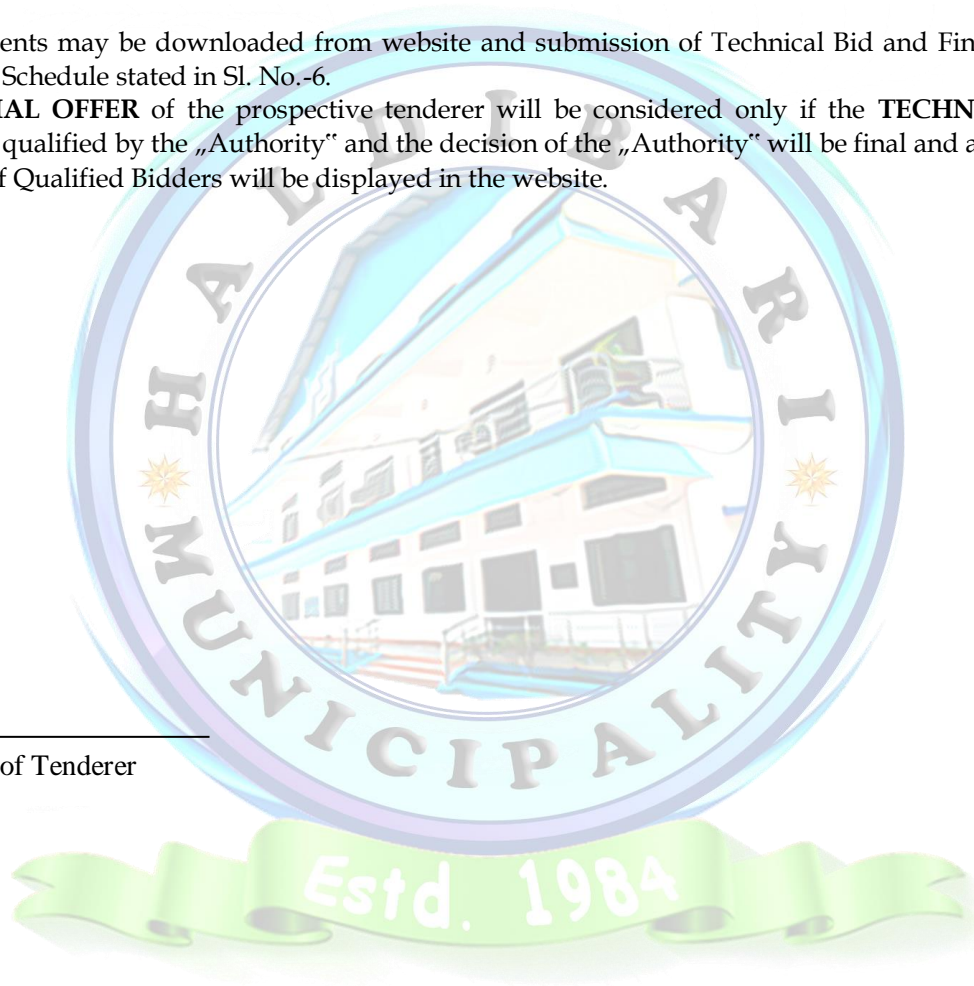 ents may be downloaded from website and submission of Technical Bid and Fin
Schedule stated in Sl. No.-6.
IAL OFFER of the prospective tenderer will be considered only if the TECHN
qualified by the „Authority‟ and the decision of the „Authority‟ will be final and a
f Qualified Bidders will be displayed in the website.
HALDIBARI
MUNICIPALITY
of Tenderer
Estd. 1984